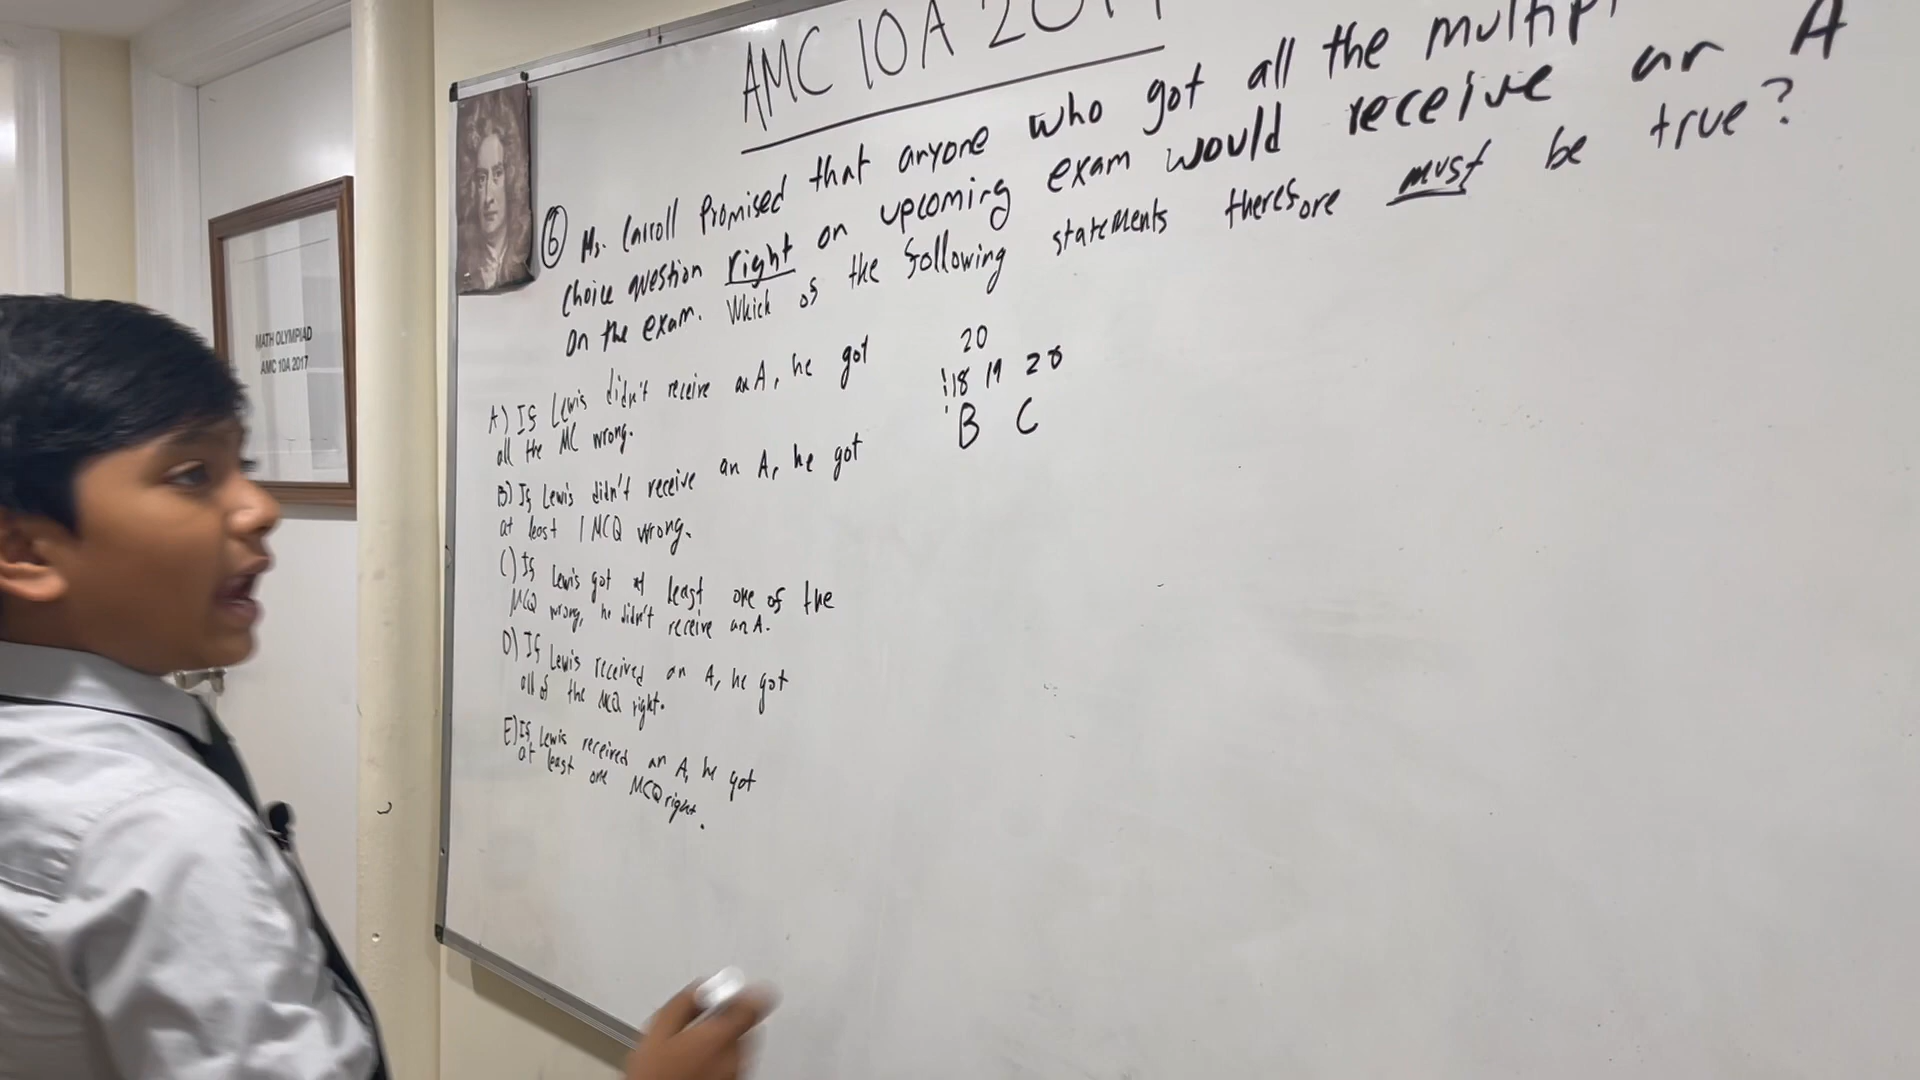 AMC 10A 2017
⑥ Ms. Carroll Promised that anyone who got all the multipl
choice question right on upcoming exam would receive an A
on the exam. Which of the following statements therefore must be true?
A) If Lewis didn't receive an A, he got
all the MC wrong.
B) If Lewis didn't receive an A, he got
at least 1 MCQ wrong.
C) If Lewis got at least one of the
MCQ wrong, he didn't receive an A.
D) If Lewis received an A, he got
all of the MCQ right.
E) If Lewis received an A, he got
at least one MCQ right.
20
18 19 20
B C
MATH OLYMPIAD
AMC 10A 2017